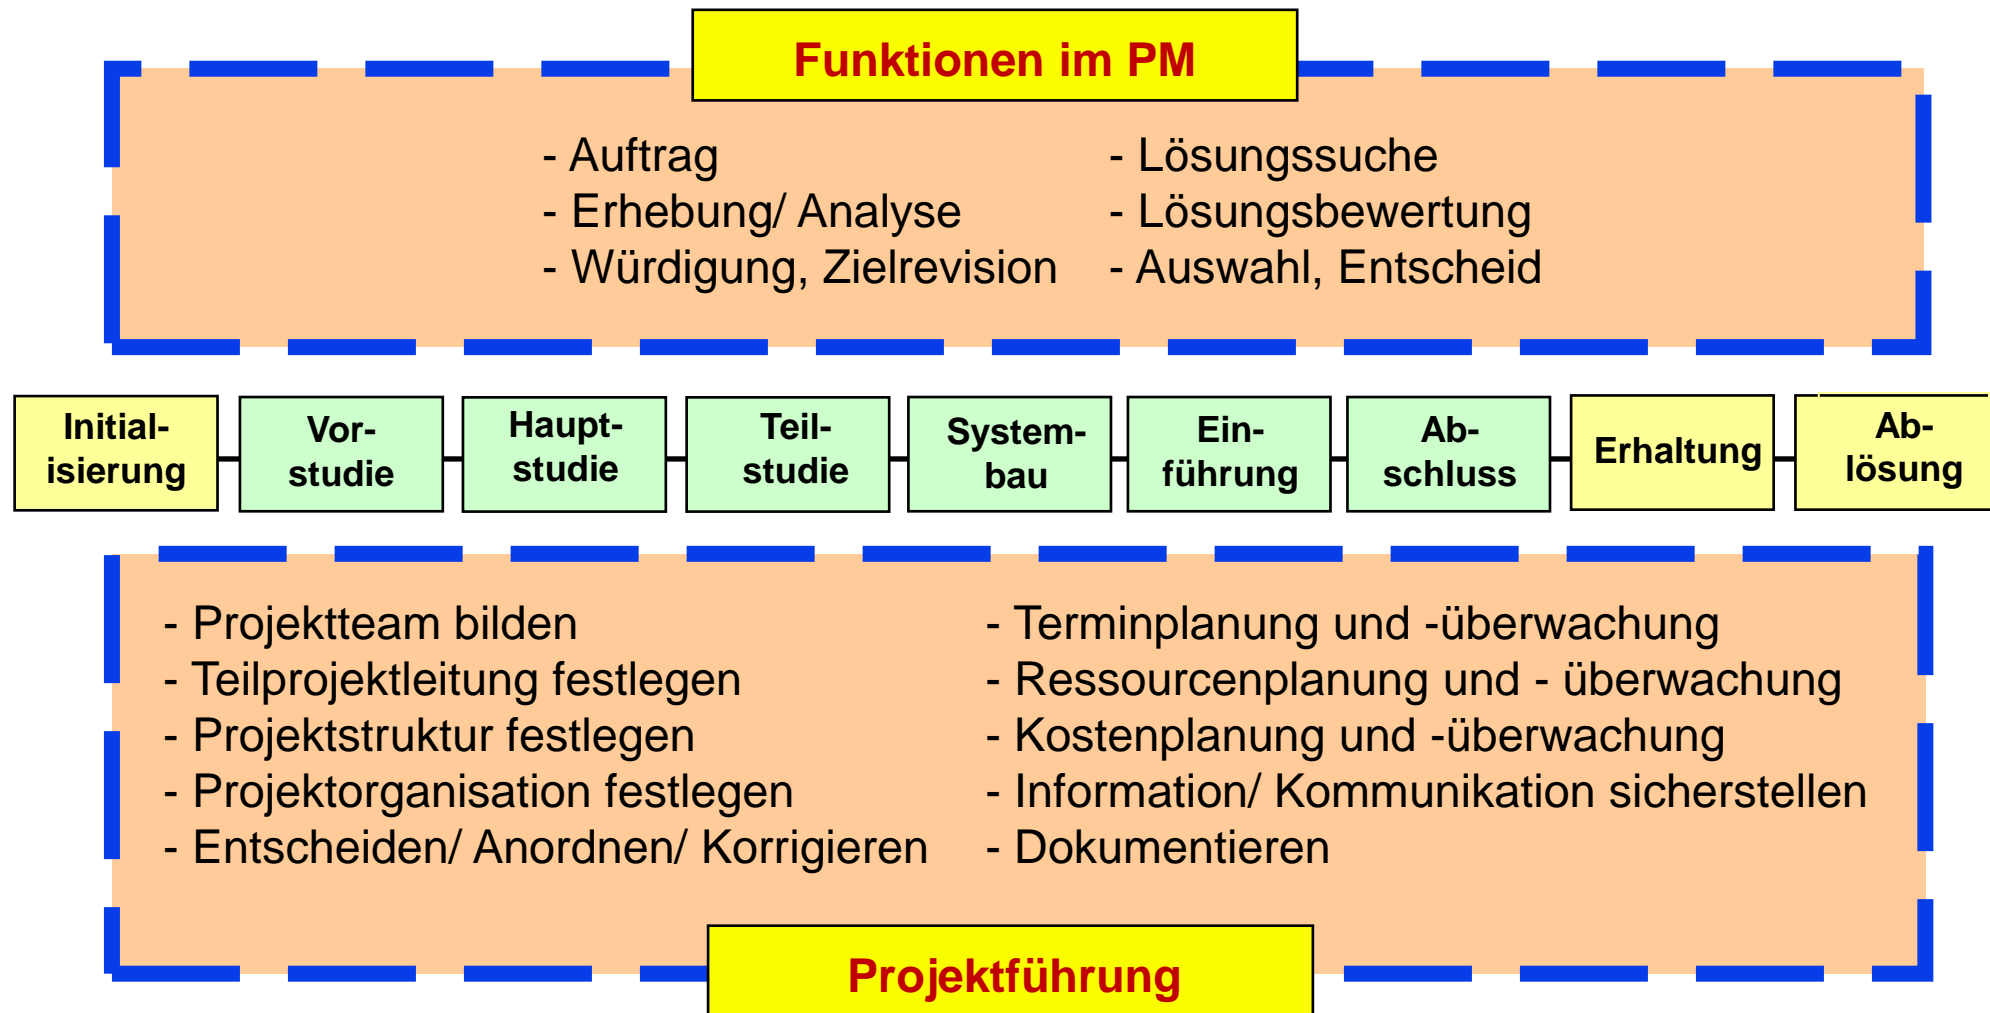 Funktionen im PM
- Auftrag
- Erhebung/ Analyse
- Würdigung, Zielrevision
- Lösungssuche
- Lösungsbewertung
- Auswahl, Entscheid
Initial-
isierung
Vor-
studie
Haupt-
studie
Teil-
studie
System-
bau
Ein-
führung
Ab-
schluss
Erhaltung
Ab-
lösung
- Projektteam bilden
- Teilprojektleitung festlegen
- Projektstruktur festlegen
- Projektorganisation festlegen
- Entscheiden/ Anordnen/ Korrigieren
- Terminplanung und -überwachung
- Ressourcenplanung und - überwachung
- Kostenplanung und -überwachung
- Information/ Kommunikation sicherstellen
- Dokumentieren
Projektführung